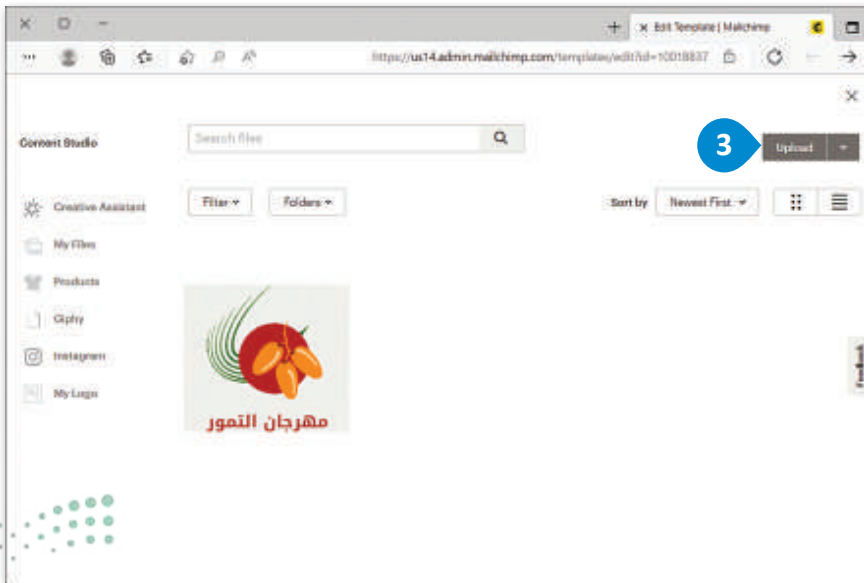 Edit Template | Mailchimp
https://us14.admin.mailchimp.com/templates/edit?id=10018837
Content Studio
Search files
3
Upload
Creative Assistant
Filter
Folders
Sort by
Newest First
My Files
Products
Giphy
Instagram
My Logo
مهرجان التمور
Feedback